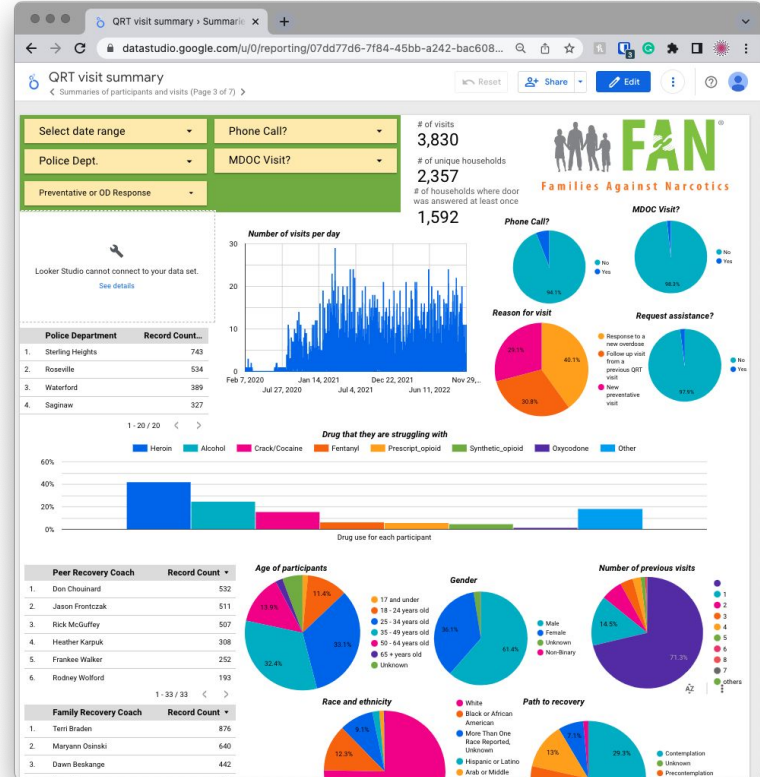 QRT visit summary › Summarie
datastudio.google.com/u/0/reporting/07dd77d6-7f84-45bb-a242-bac608...
QRT visit summary
Summaries of participants and visits (Page 3 of 7)
Reset
Share
Edit
Select date range
Phone Call?
Police Dept.
MDOC Visit?
Preventative or OD Response
# of visits
3,830
# of unique households
2,357
# of households where door
was answered at least once
1,592
FAN
Families Against Narcotics
Looker Studio cannot connect to your data set.
See details
Number of visits per day
30
20
10
0
Feb 7, 2020
Jul 27, 2020
Jan 14, 2021
Jul 4, 2021
Dec 22, 2021
Jun 11, 2022
Nov 29,...
Phone Call?
94.1%
No
Yes
MDOC Visit?
98.3%
No
Yes
Reason for visit
29.1%
40.1%
30.8%
Response to a
new overdose
Follow up visit
from a
previous QRT
visit
New
preventative
visit
Request assistance?
97.9%
No
Yes
Police Department Record Count...
1. Sterling Heights 743
2. Roseville 534
3. Waterford 389
4. Saginaw 327
1 - 20 / 20
Drug that they are struggling with
Heroin Alcohol Crack/Cocaine Fentanyl Prescript_opioid Synthetic_opioid Oxycodone Other
60%
40%
20%
0%
Drug use for each participant
Peer Recovery Coach Record Count
1. Don Chouinard 532
2. Jason Frontczak 511
3. Rick McGuffey 507
4. Heather Karpuk 308
5. Frankee Walker 252
6. Rodney Wolford 193
1 - 33 / 33
Family Recovery Coach Record Count
1. Terri Braden 876
2. Maryann Osinski 640
3. Dawn Beskange 442
Age of participants
11.4%
33.1%
32.4%
13.9%
17 and under
18 - 24 years old
25 - 34 years old
35 - 49 years old
50 - 64 years old
65 + years old
Unknown
Gender
36.1%
61.4%
Male
Female
Unknown
Non-Binary
Number of previous visits
14.5%
71.3%
1
2
3
4
5
6
8
7
others
Race and ethnicity
9.1%
12.3%
White
Black or African
American
More Than One
Race Reported,
Unknown
Hispanic or Latino
Arab or Middle
Path to recovery
7.1%
13%
29.3%
Contemplation
Unknown
Precontemplation